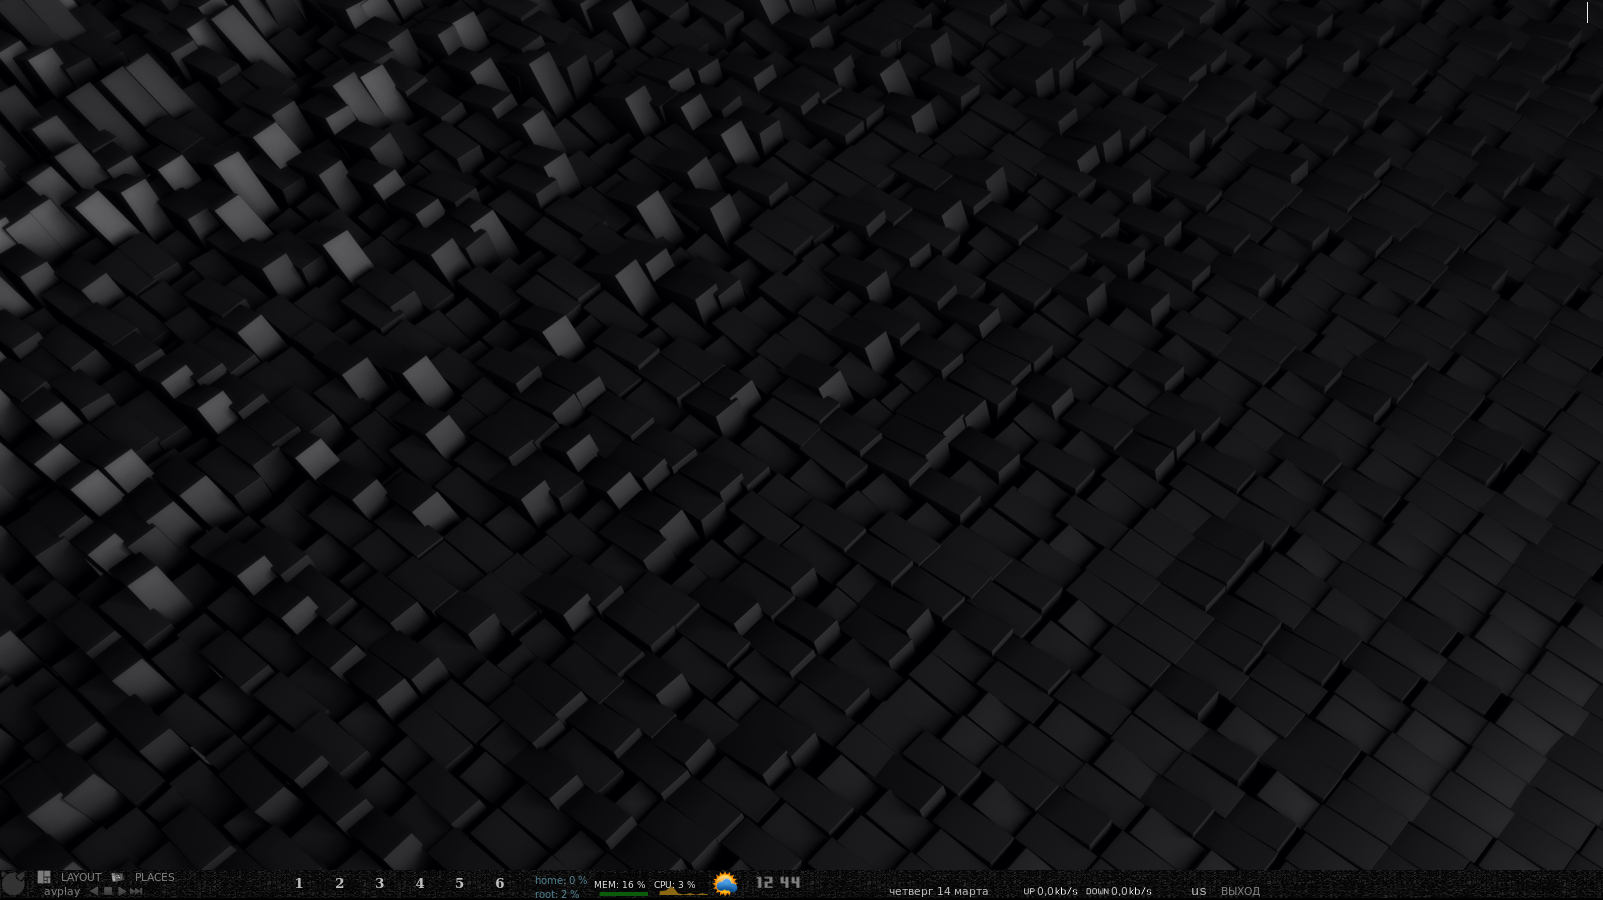 LAYOUT PLACES
avplay
1 2 3 4 5 6
home: 0 %
root: 2 %
MEM: 16 % CPU: 3 %
12 44
четверг 14 марта
UP 0,0kb/s DOWN 0,0kb/s
us ВЫХОД